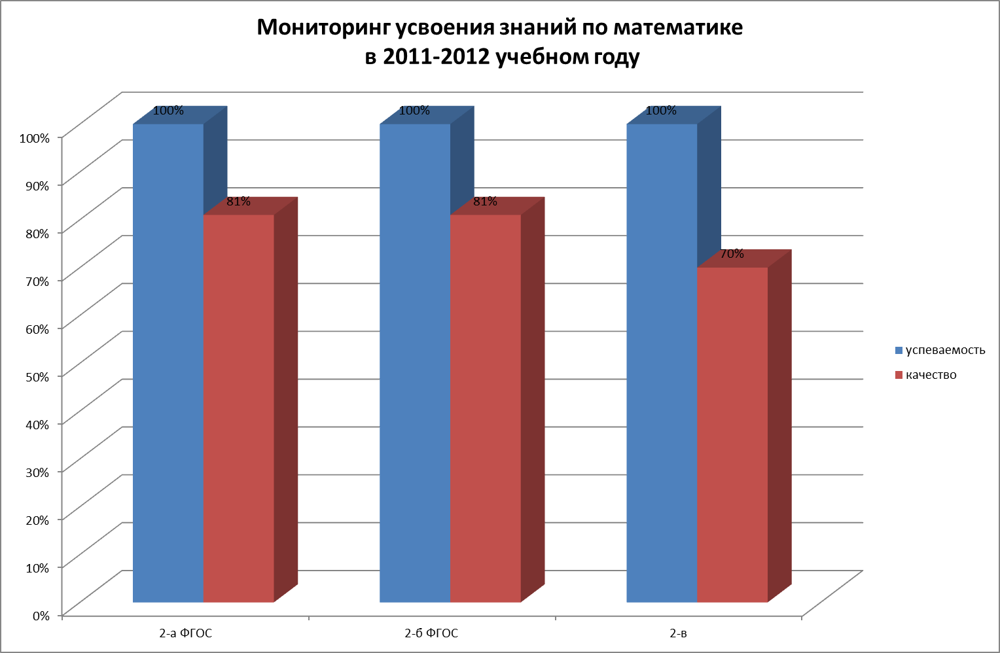 Мониторинг усвоения знаний по математике
в 2011-2012 учебном году
100%
100%
100%
81%
81%
70%
100%
90%
80%
70%
60%
50%
40%
30%
20%
10%
0%
2-а ФГОС
2-б ФГОС
2-в
успеваемость
качество